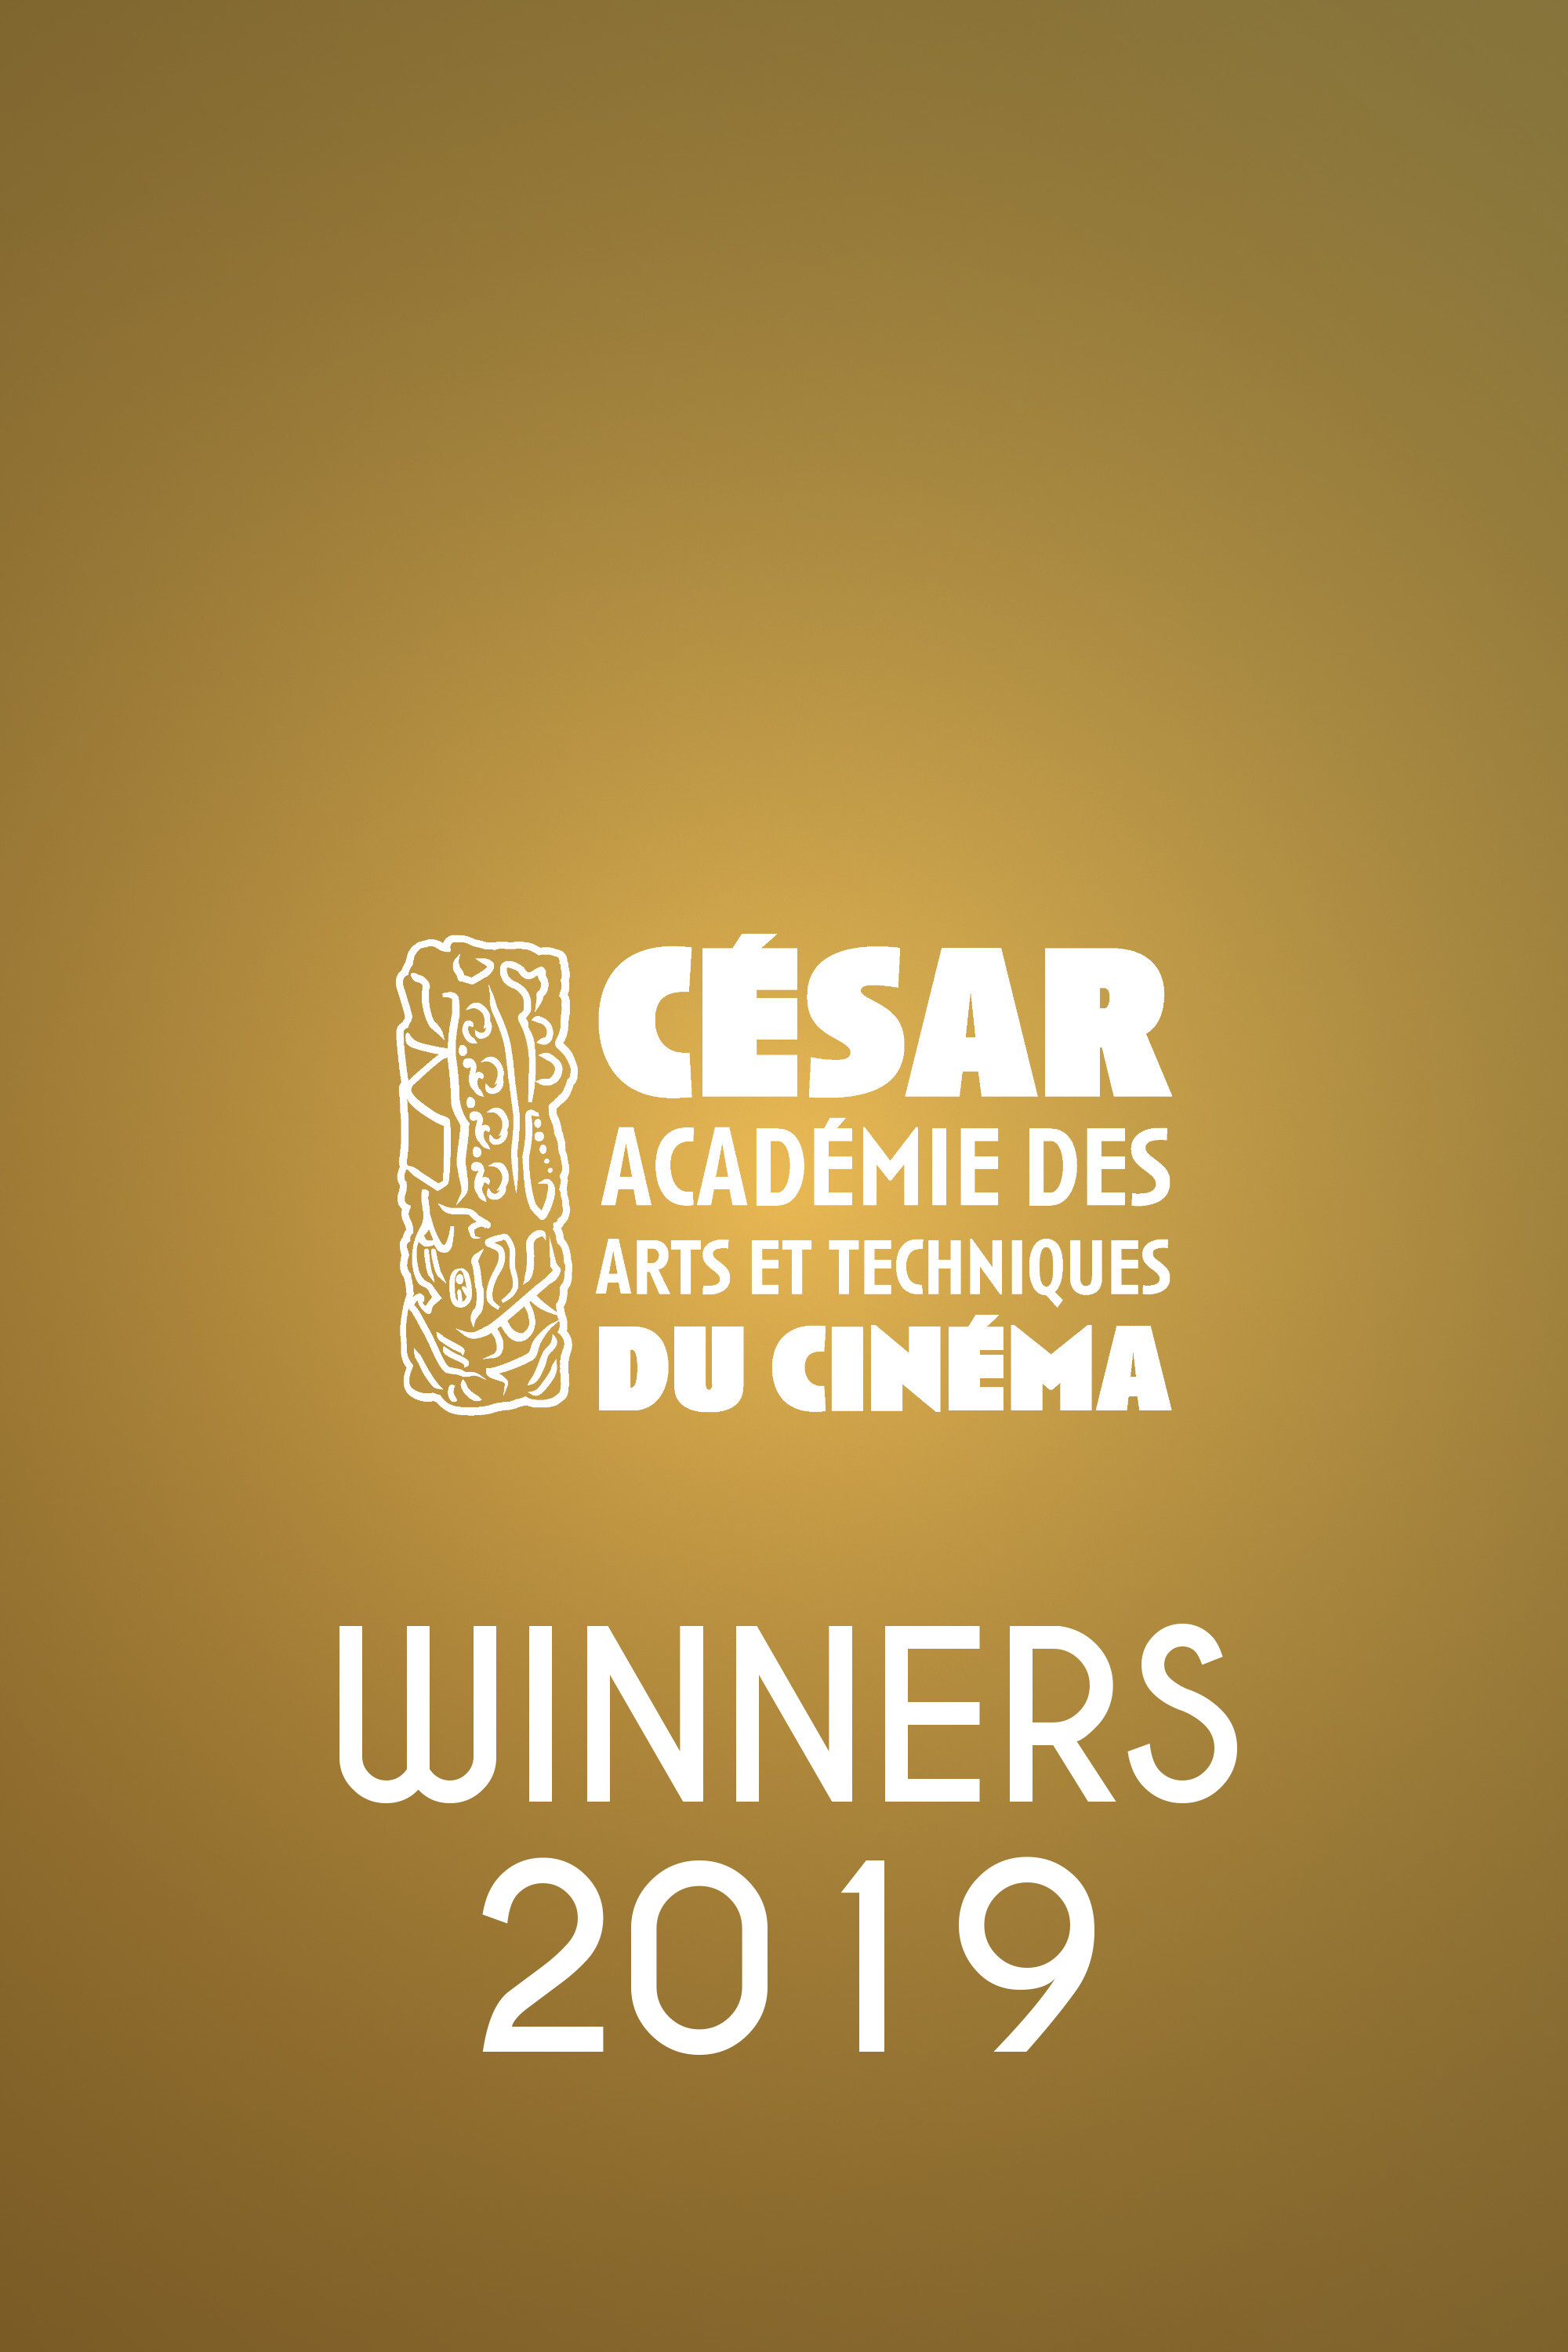 CÉSAR
ACADÉMIE DES
ARTS ET TECHNIQUES
DU CINÉMA
WINNERS
2019